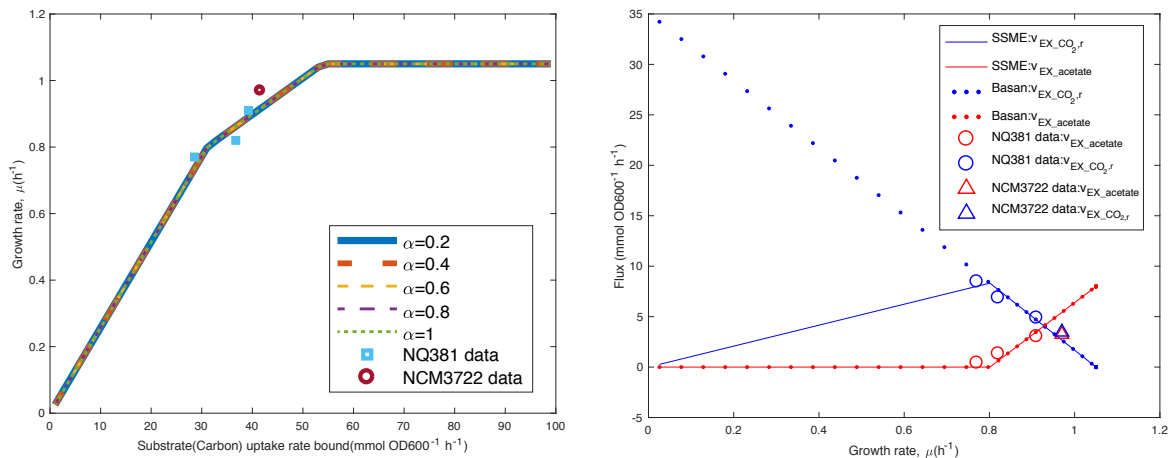 1.2
1
0.8
0.6
0.4
0.2
0
Growth rate, μ(h⁻¹)
0 10 20 30 40 50 60 70 80 90 100
Substrate(Carbon) uptake rate bound(mmol OD600⁻¹ h⁻¹)
α=0.2
α=0.4
α=0.6
α=0.8
α=1
NQ381 data
NCM3722 data
35
30
25
20
15
10
5
0
-5
Flux (mmol OD600⁻¹ h⁻¹)
0 0.2 0.4 0.6 0.8 1 1.2
Growth rate, μ(h⁻¹)
SSME:v_EX_CO₂,r
SSME:v_EX_acetate
Basan:v_EX_CO₂,r
Basan:v_EX_acetate
NQ381 data:v_EX_acetate
NQ381 data:v_EX_CO₂,r
NCM3722 data:v_EX_acetate
NCM3722 data:v_EX_CO₂,r